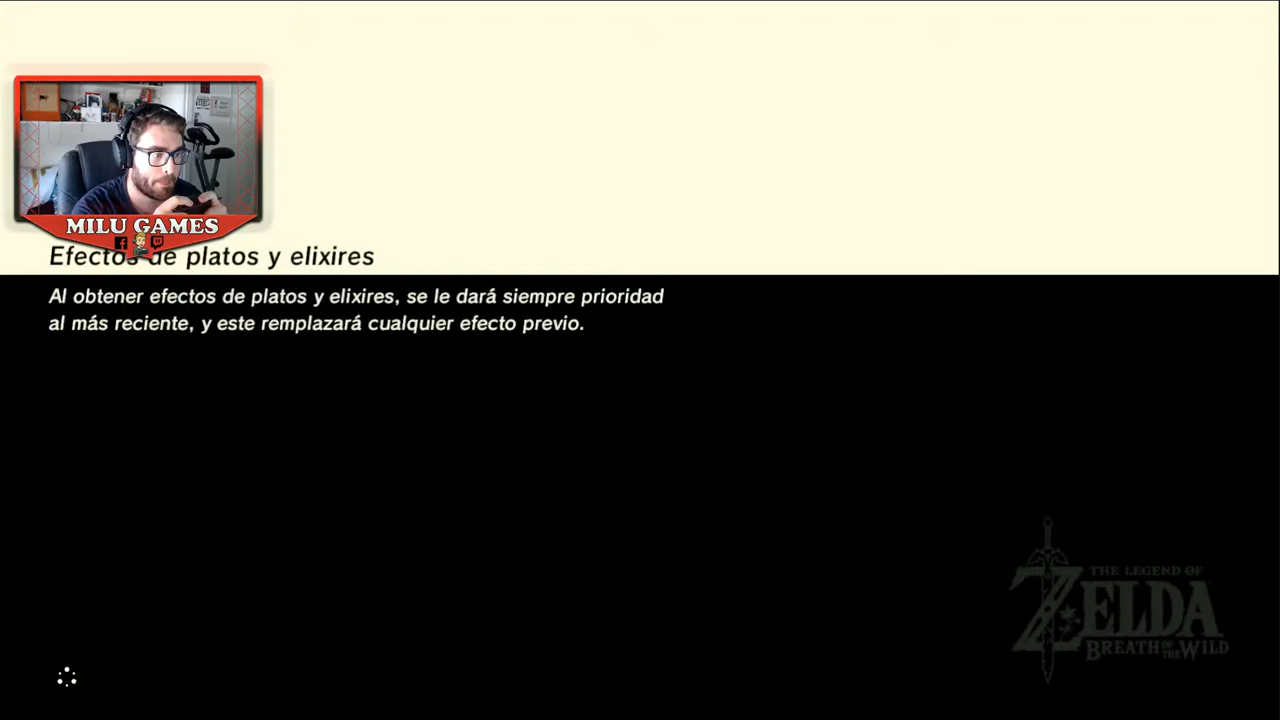 MILU GAMES
Efectos de platos y elixires
Al obtener efectos de platos y elixires, se le dará siempre prioridad
al más reciente, y este remplazará cualquier efecto previo.
THE LEGEND OF
ZELDA
BREATH OF THE WILD